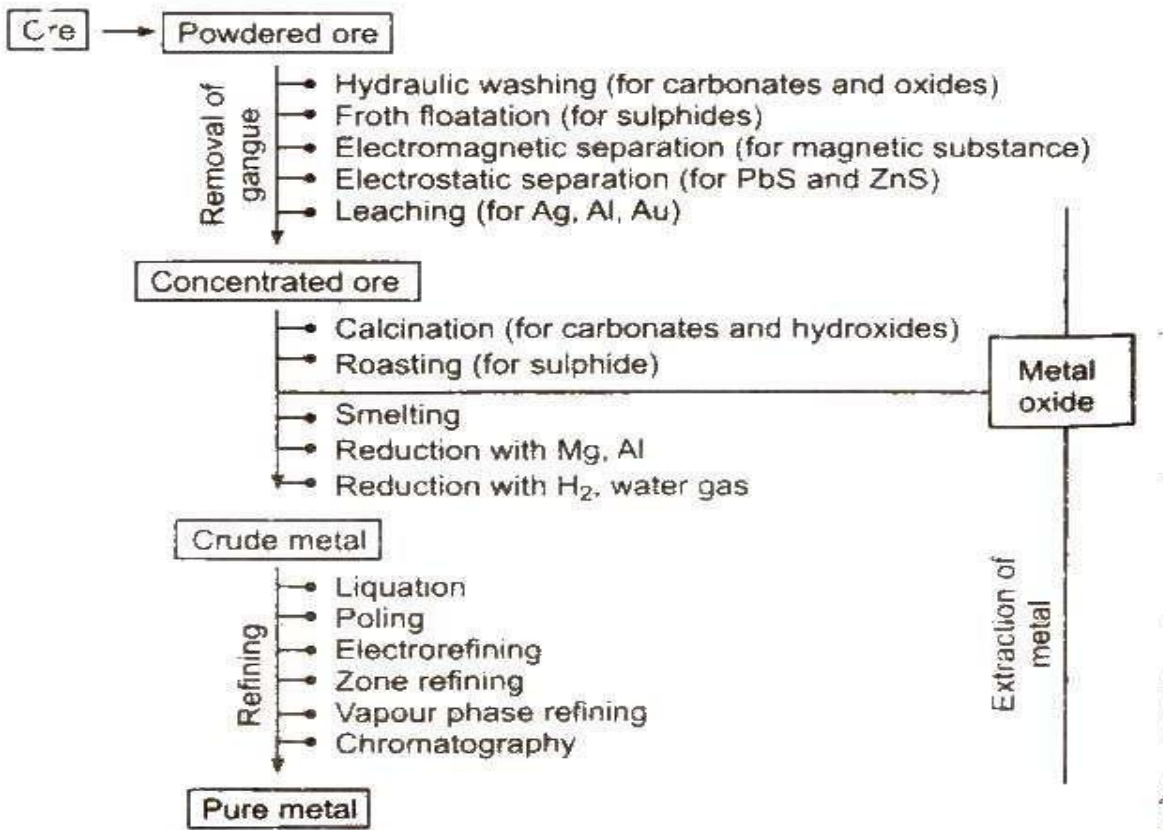 Ore
Powdered ore
Removal of
gangue
Hydraulic washing (for carbonates and oxides)
Froth floatation (for sulphides)
Electromagnetic separation (for magnetic substance)
Electrostatic separation (for PbS and ZnS)
Leaching (for Ag, Al, Au)
Concentrated ore
Calcination (for carbonates and hydroxides)
Roasting (for sulphide)
Metal
oxide
Smelting
Reduction with Mg, Al
Reduction with H₂, water gas
Crude metal
Refining
Liquation
Poling
Electrorefining
Zone refining
Vapour phase refining
Chromatography
Extraction of
metal
Pure metal